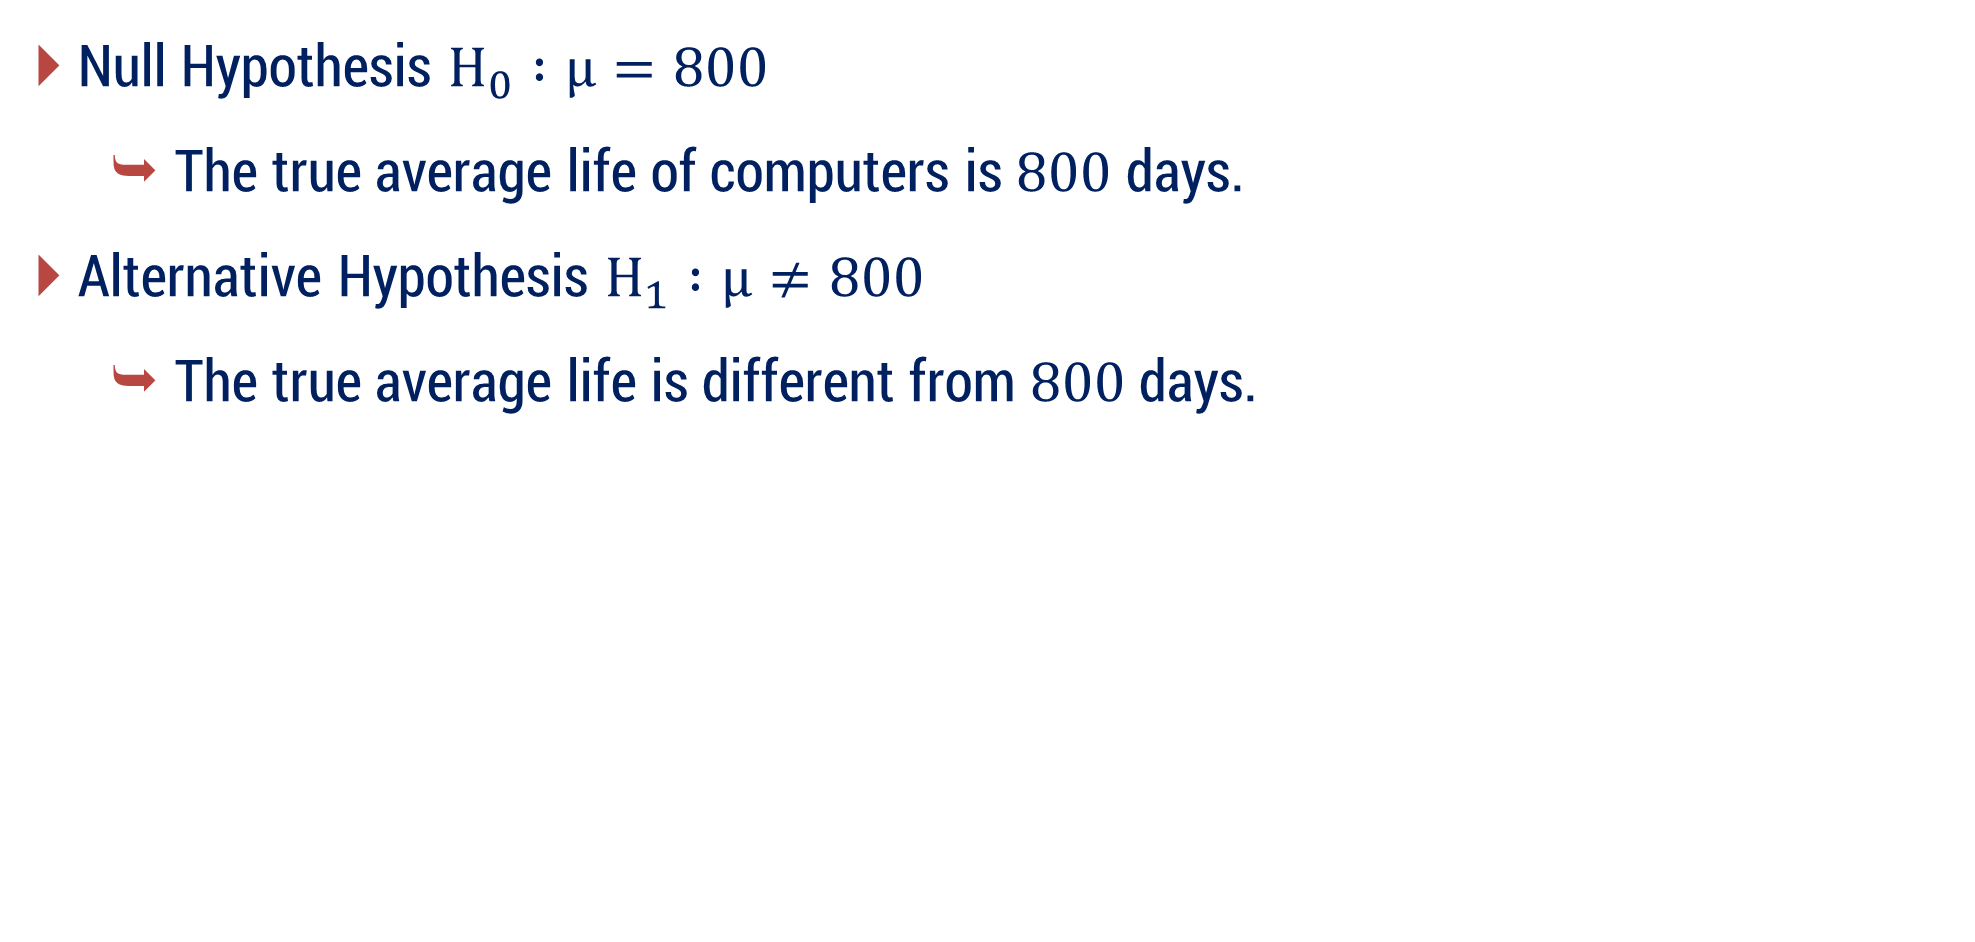 Null Hypothesis H₀ : μ = 800
The true average life of computers is 800 days.
Alternative Hypothesis H₁ : μ ≠ 800
The true average life is different from 800 days.